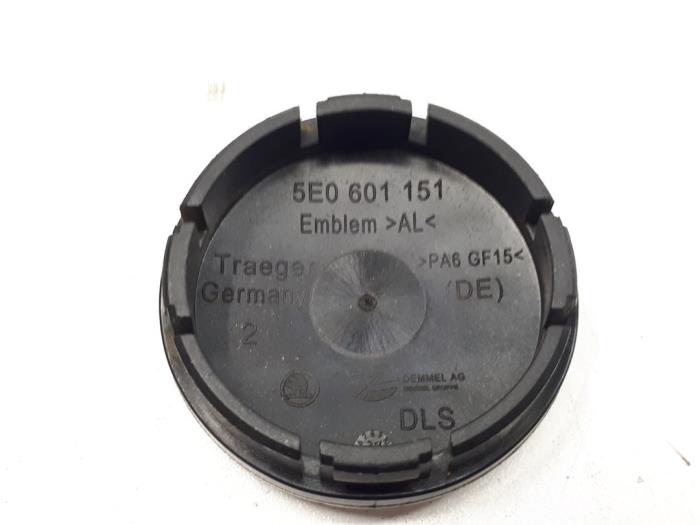 5E0 601 151
Emblem >AL<
Traeger >PA6 GF15<
Germany (DE)
2
DEMMEL AG
DLS